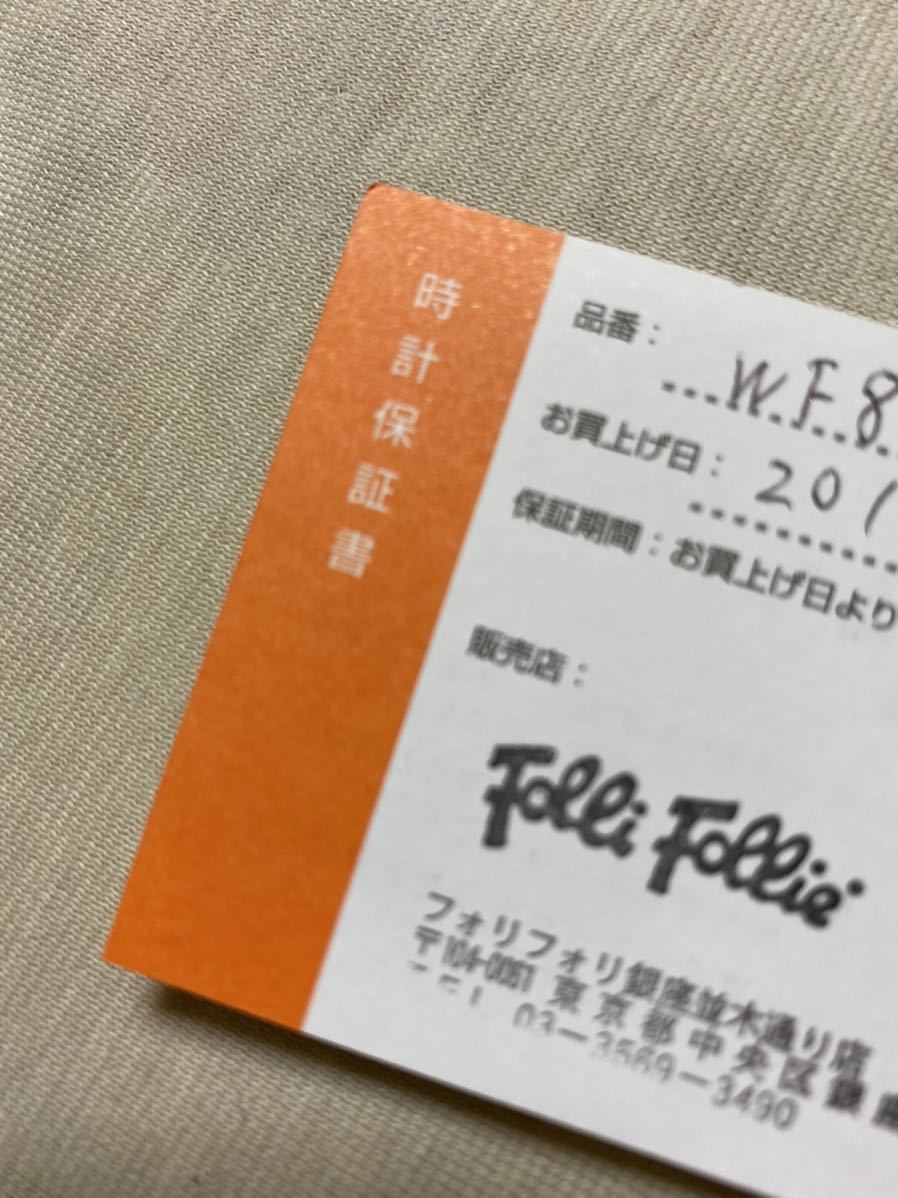 時計保証書
品番：W.F.8
お買上げ日：201
保証期間：お買上げ日より
販売店：
Folli Follie
フォリフォリ銀座並木通り店
〒104-0061 東京都中央区銀座
TEL 03-3569-3490